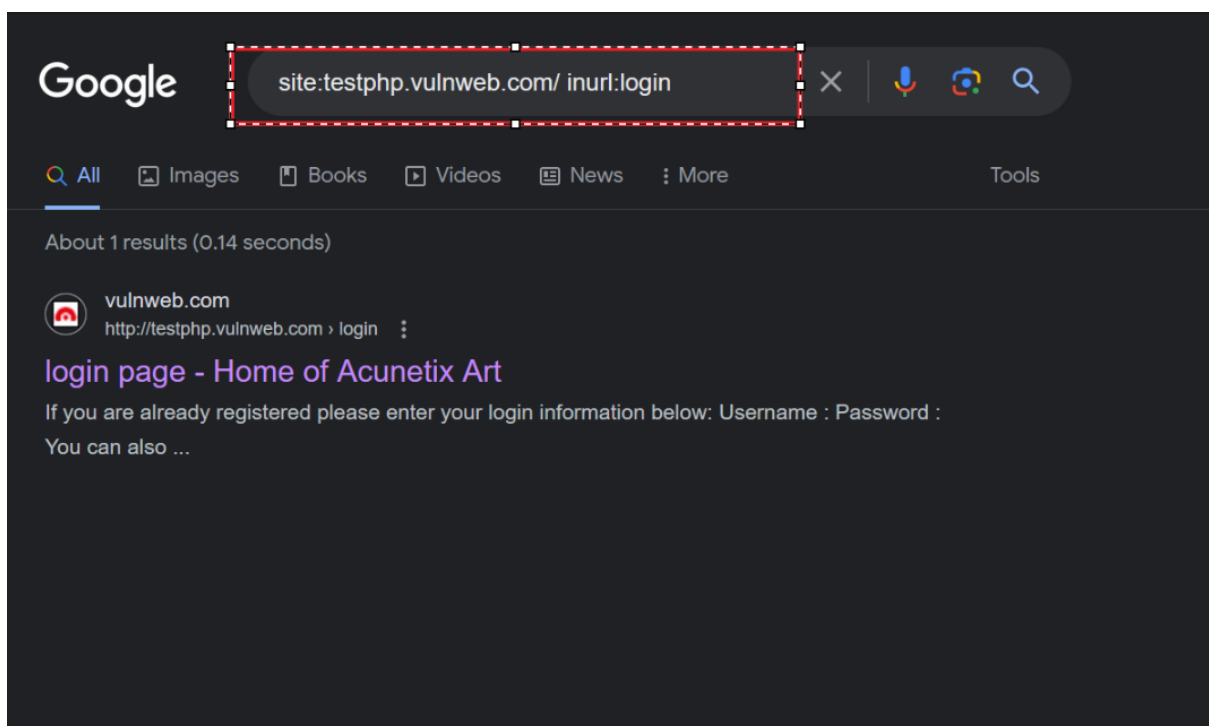 Google
site:testphp.vulnweb.com/ inurl:login
All Images Books Videos News More Tools
About 1 results (0.14 seconds)
vulnweb.com
http://testphp.vulnweb.com › login
login page - Home of Acunetix Art
If you are already registered please enter your login information below: Username : Password :
You can also ...